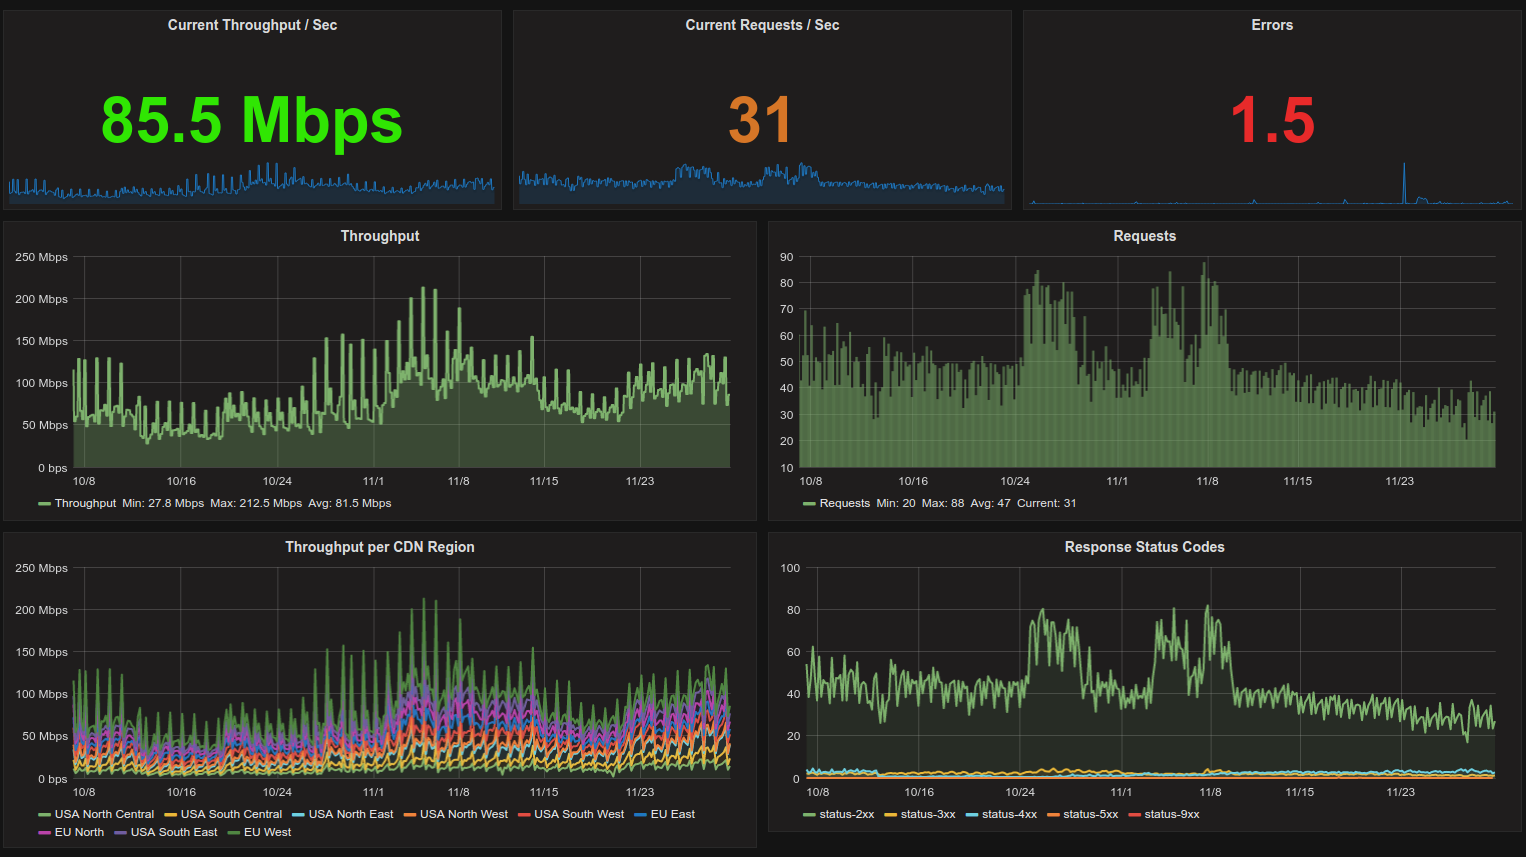 Current Throughput / Sec
Current Requests / Sec
Errors
85.5 Mbps
31
1.5
Throughput
250 Mbps
200 Mbps
150 Mbps
100 Mbps
50 Mbps
0 bps
10/8 10/16 10/24 11/1 11/8 11/15 11/23
Throughput Min: 27.8 Mbps Max: 212.5 Mbps Avg: 81.5 Mbps
Requests
90
80
70
60
50
40
30
20
10
10/8 10/16 10/24 11/1 11/8 11/15 11/23
Requests Min: 20 Max: 88 Avg: 47 Current: 31
Throughput per CDN Region
250 Mbps
200 Mbps
150 Mbps
100 Mbps
50 Mbps
0 bps
10/8 10/16 10/24 11/1 11/8 11/15 11/23
USA North Central USA South Central USA North East USA North West USA South West EU East
EU North USA South East EU West
Response Status Codes
100
80
60
40
20
0
10/8 10/16 10/24 11/1 11/8 11/15 11/23
status-2xx status-3xx status-4xx status-5xx status-9xx